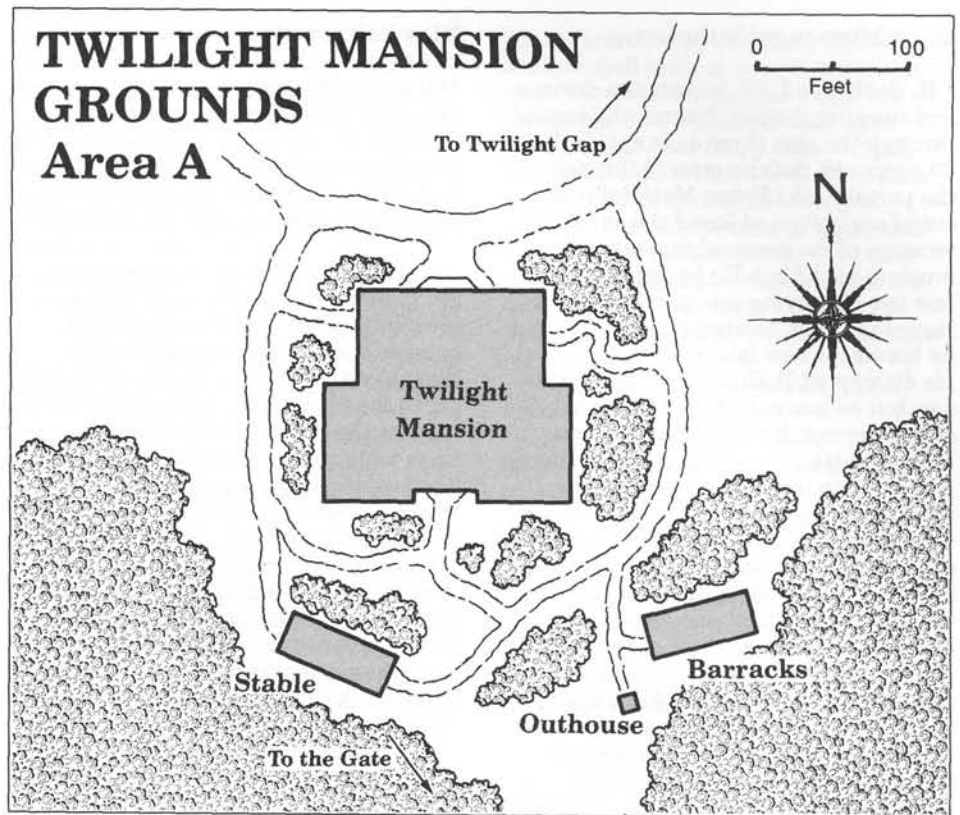 TWILIGHT MANSION
GROUNDS
Area A
0 100
Feet
To Twilight Gap
N
Twilight
Mansion
Stable
Barracks
Outhouse
To the Gate